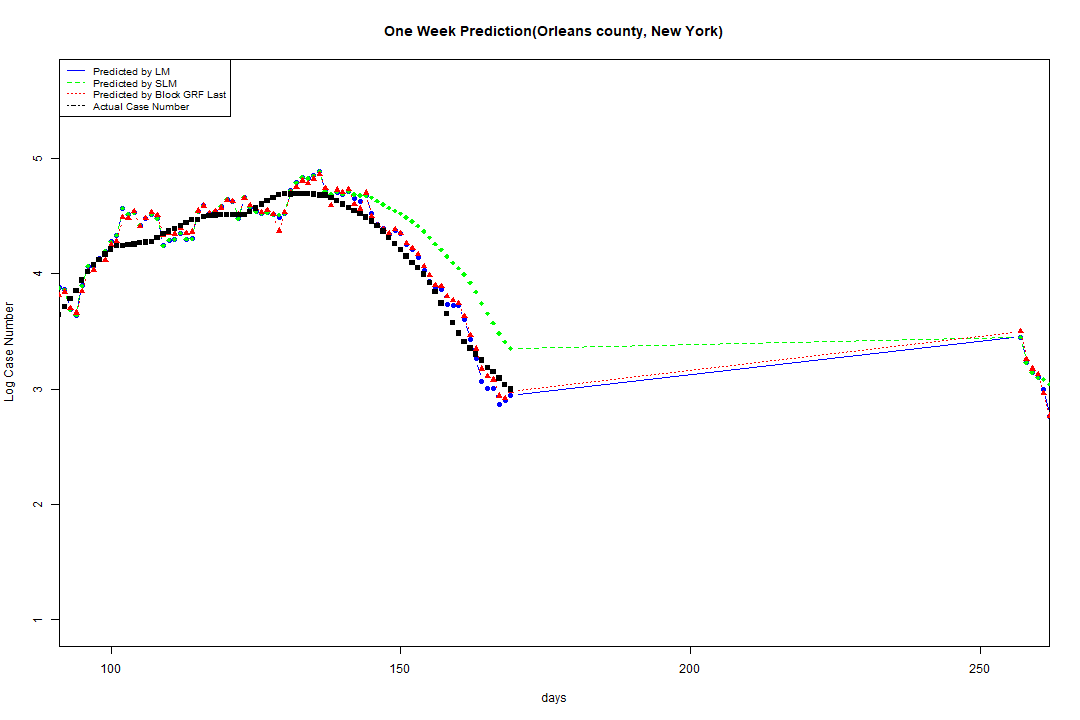 One Week Prediction(Orleans county, New York)
Predicted by LM
Predicted by SLM
Predicted by Block GRF Last
Actual Case Number
5
4
3
2
1
Log Case Number
100 150 200 250
days